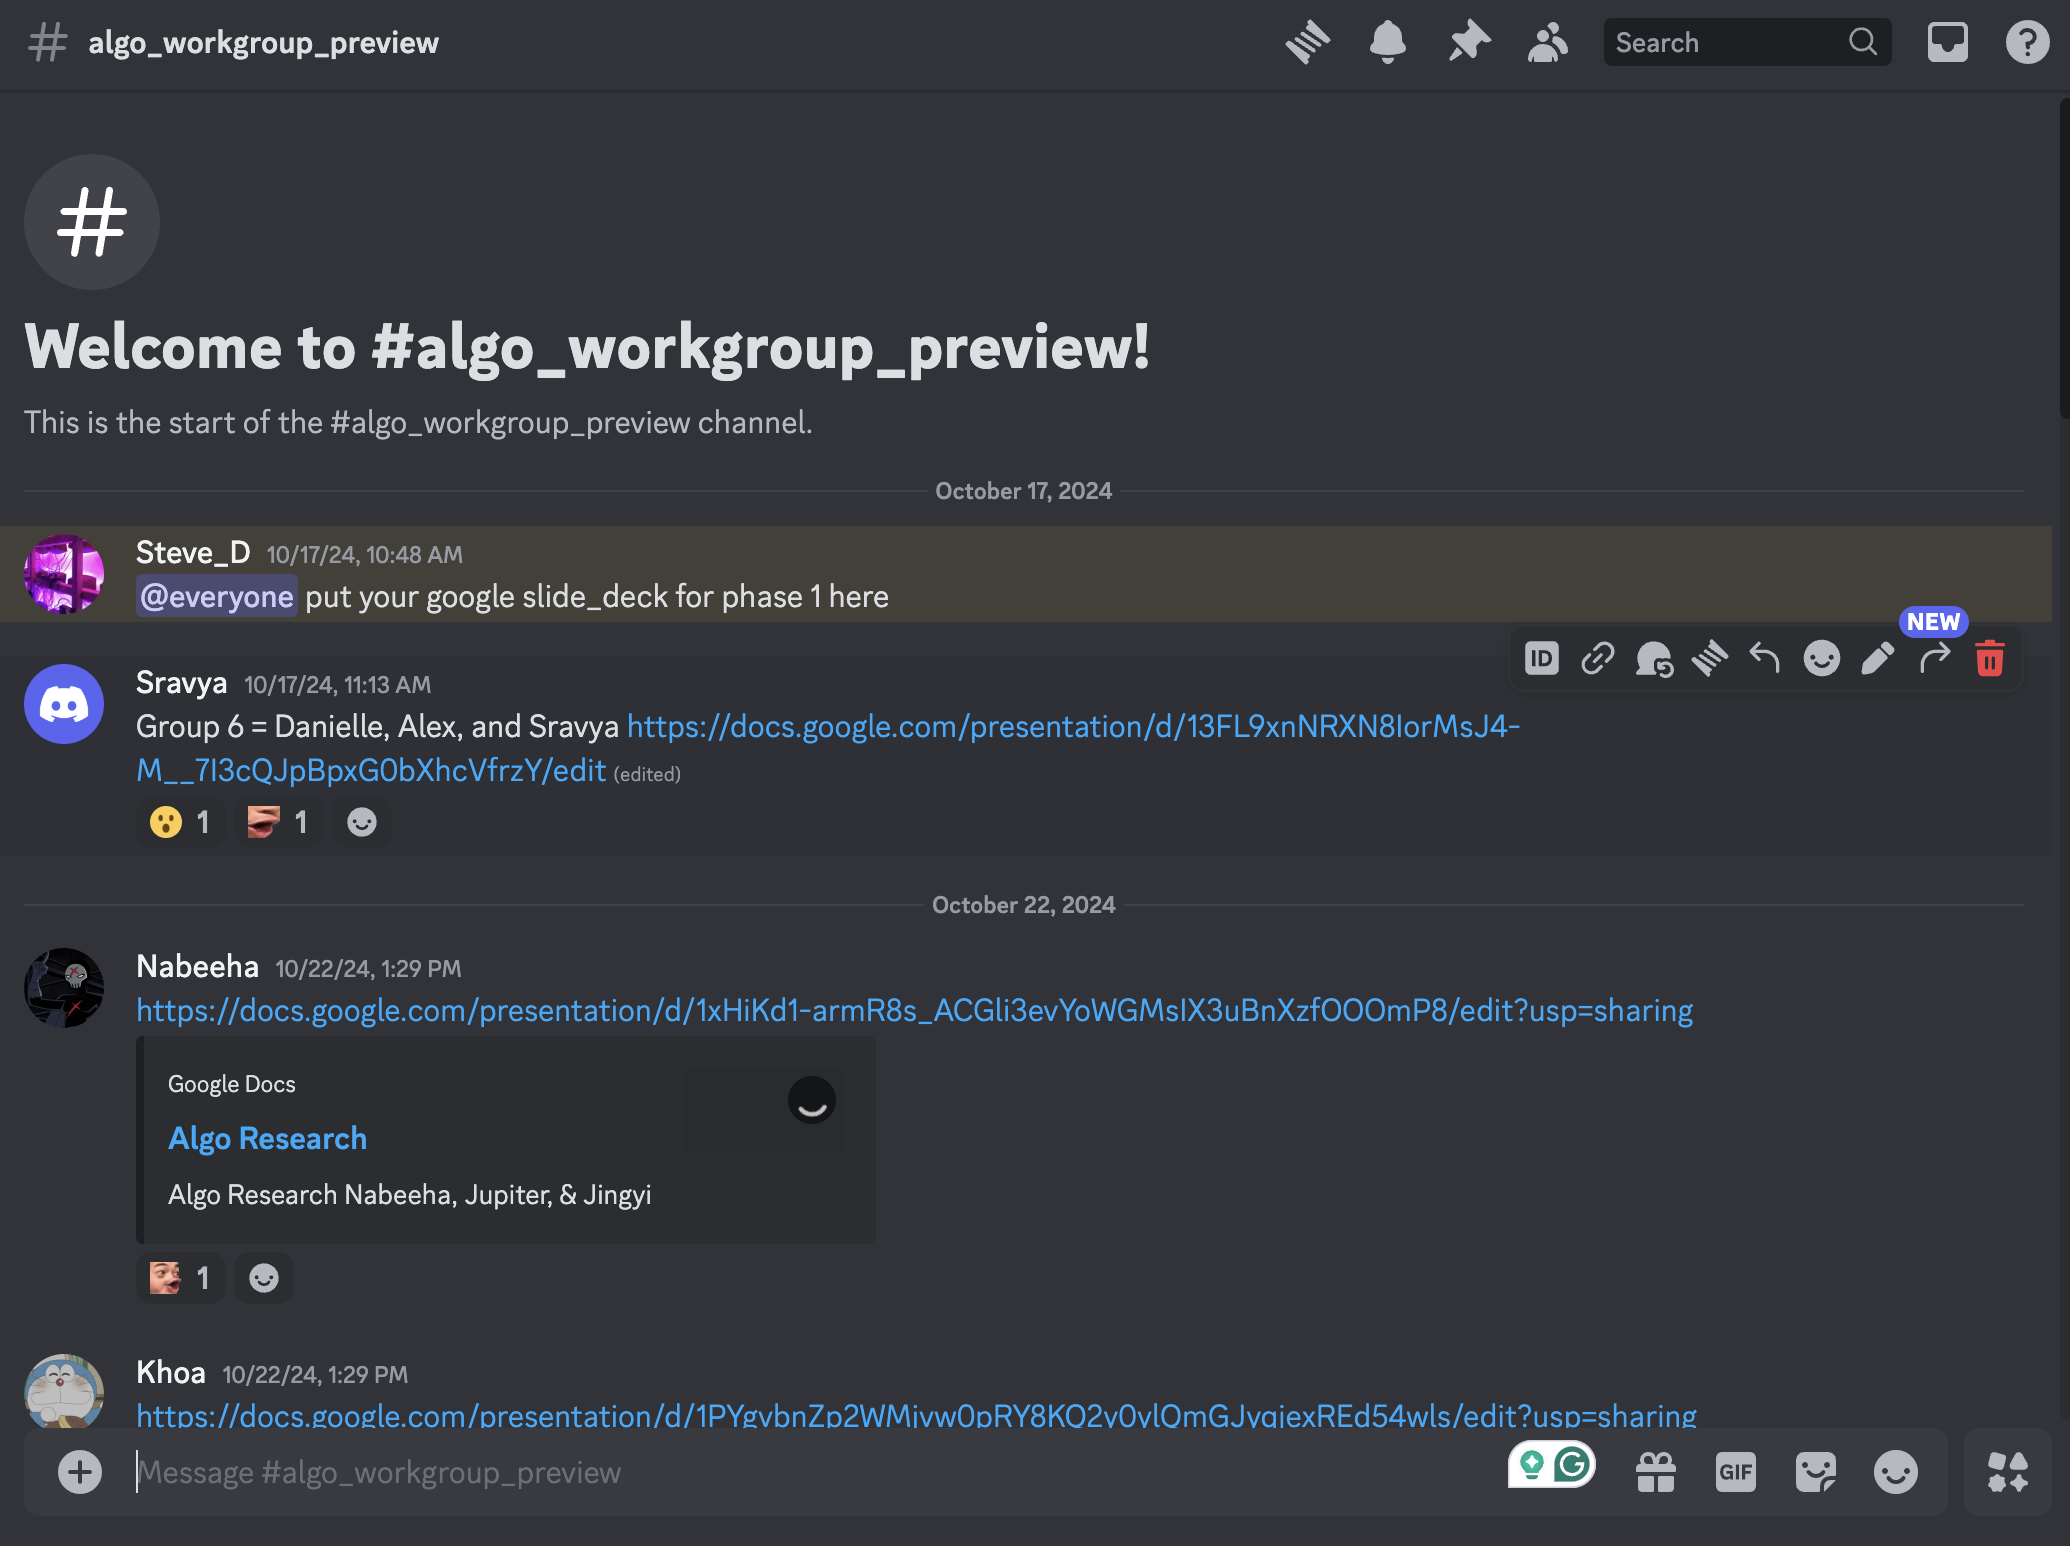 algo_workgroup_preview
Search
Welcome to #algo_workgroup_preview!
This is the start of the #algo_workgroup_preview channel.
October 17, 2024
Steve_D 10/17/24, 10:48 AM
@everyone put your google slide_deck for phase 1 here
NEW
ID
Sravya 10/17/24, 11:13 AM
Group 6 = Danielle, Alex, and Sravya https://docs.google.com/presentation/d/13FL9xnNRXN8IorMsJ4-
M__7I3cQJpBpxG0bXhcVfrzY/edit (edited)
1 1
October 22, 2024
Nabeeha 10/22/24, 1:29 PM
https://docs.google.com/presentation/d/1xHiKd1-armR8s_ACGli3evYoWGMsIX3uBnXzfOOOmP8/edit?usp=sharing
Google Docs
Algo Research
Algo Research Nabeeha, Jupiter, & Jingyi
1
Khoa 10/22/24, 1:29 PM
https://docs.google.com/presentation/d/1PYgvbnZp2WMjvw0pRY8KQ2v0vlQmGJvqjexREd54wls/edit?usp=sharing
Message #algo_workgroup_preview
GIF